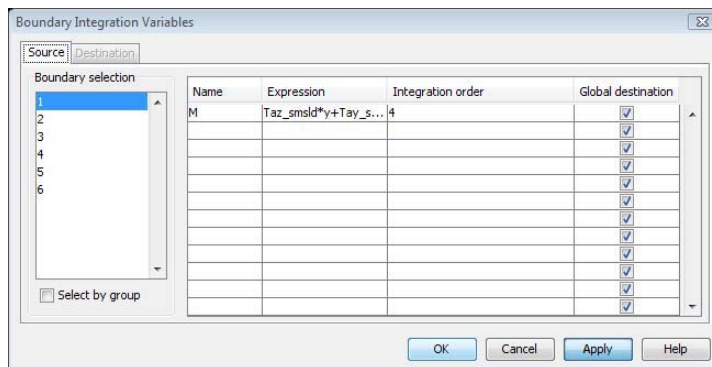 Boundary Integration Variables
Source Destination
Boundary selection
1
2
3
4
5
6
Select by group
Name Expression Integration order Global destination
M Taz_smsld*y+Tay_s... 4
OK Cancel Apply Help